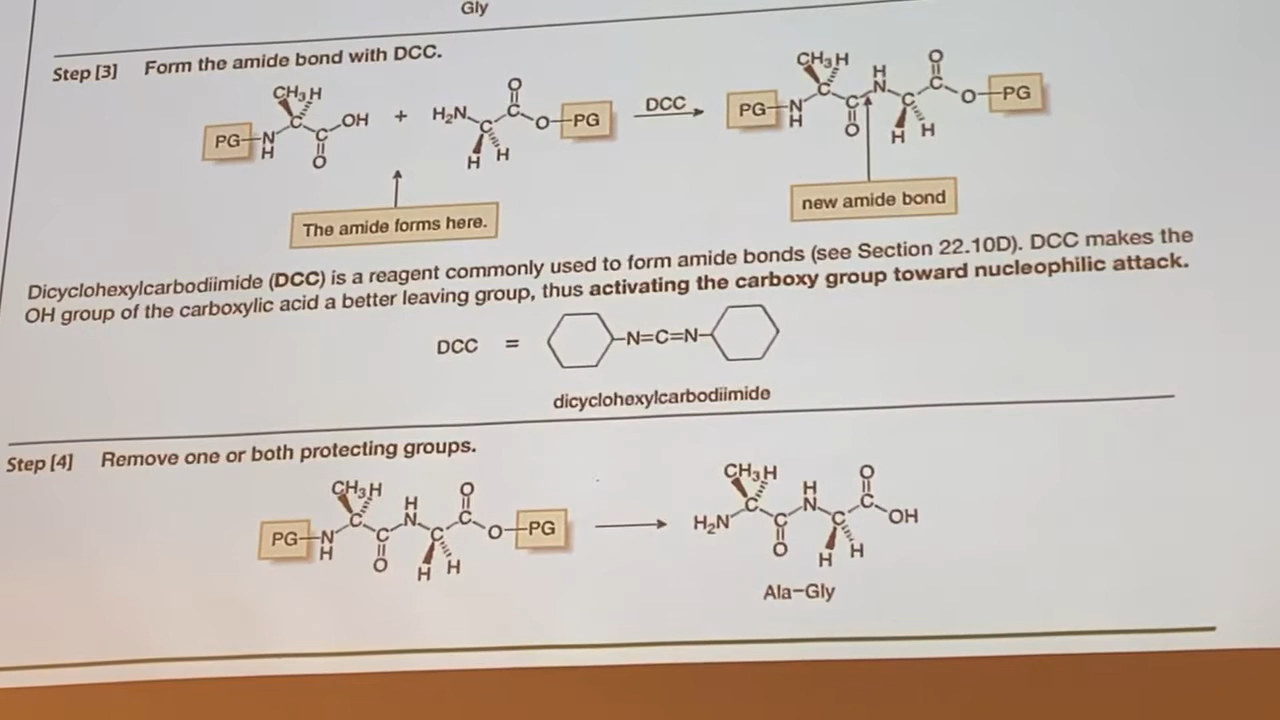 Gly
Step [3] Form the amide bond with DCC.
CH3 H
PG N H C C O OH + H2N C C O O PG H H
DCC
CH3 H
PG N H C C O H N C C O O PG H H
The amide forms here.
new amide bond
Dicyclohexylcarbodiimide (DCC) is a reagent commonly used to form amide bonds (see Section 22.10D). DCC makes the
OH group of the carboxylic acid a better leaving group, thus activating the carboxy group toward nucleophilic attack.
DCC = N=C=N
dicyclohexylcarbodiimide
Step [4] Remove one or both protecting groups.
CH3 H
PG N H C C O H N C C O O PG H H
CH3 H
H2N C C O H N C C O OH H H
Ala–Gly